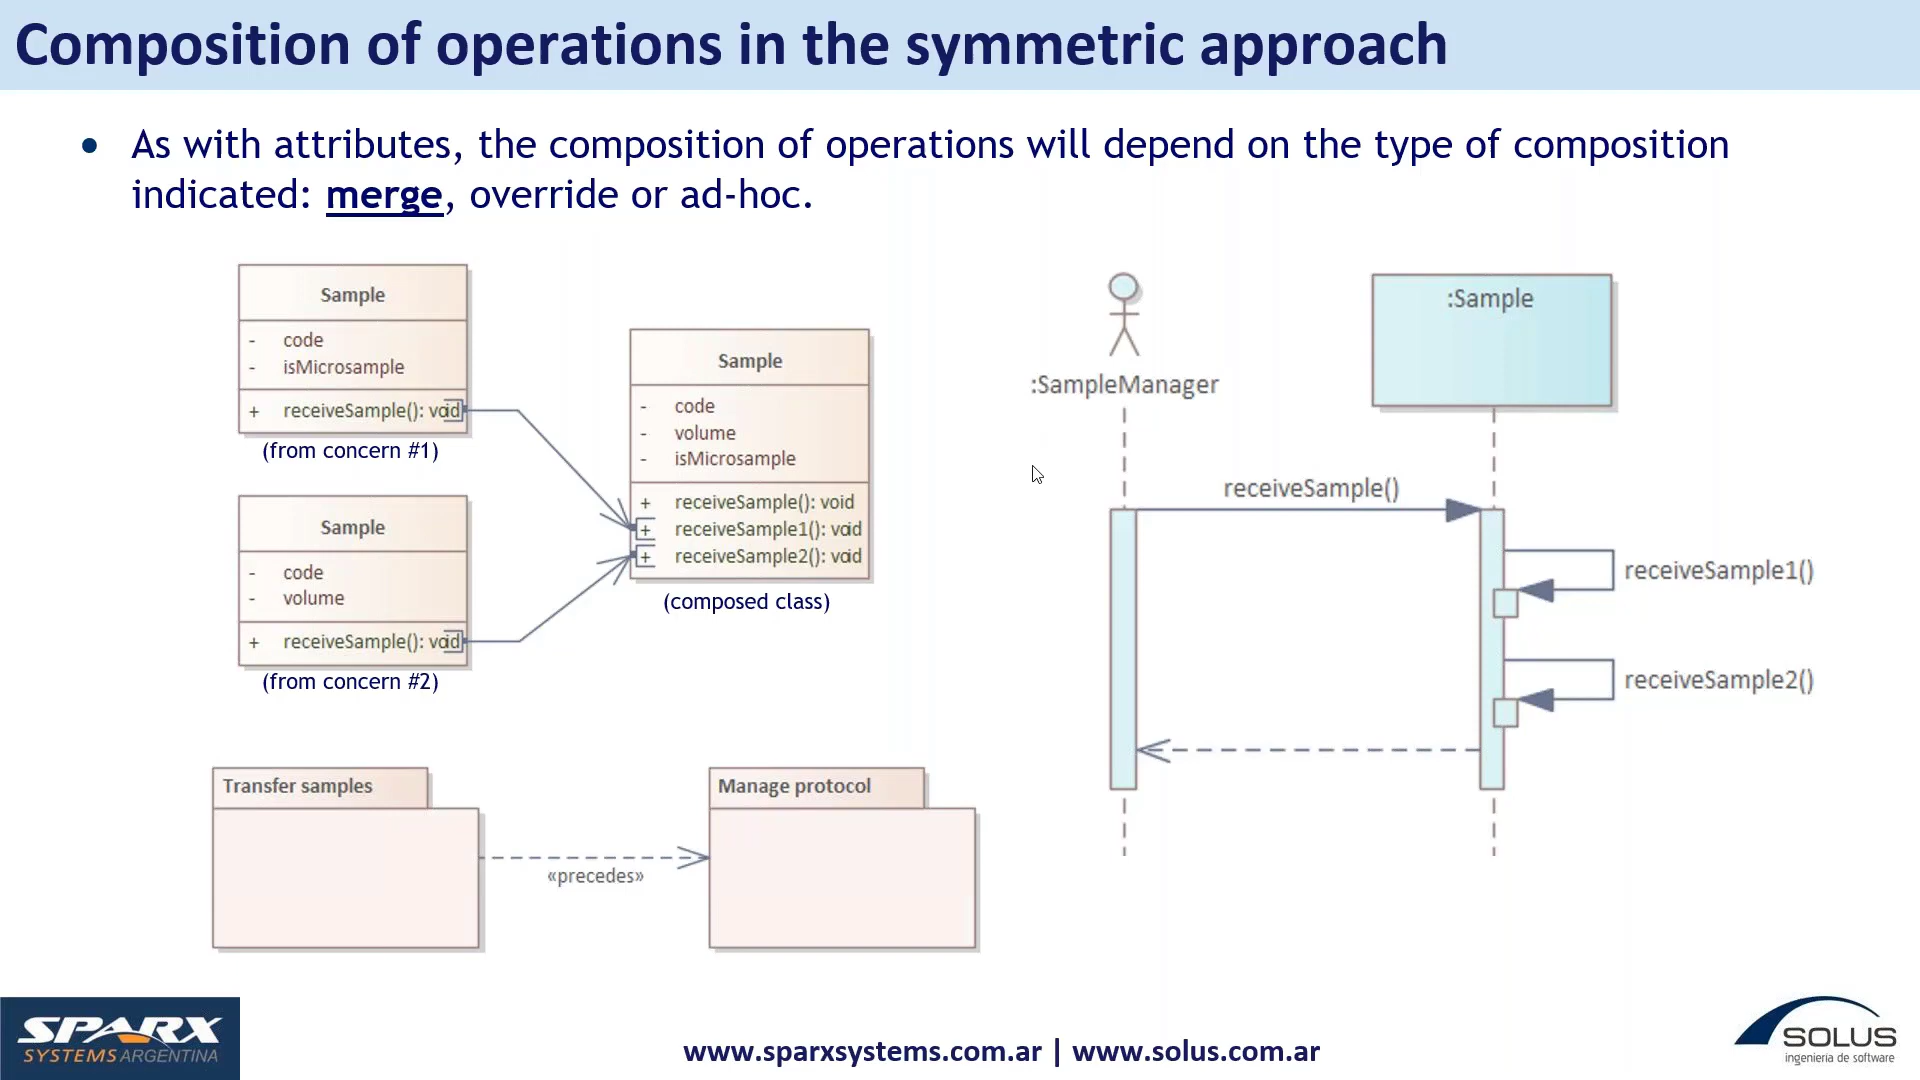 Composition of operations in the symmetric approach
• As with attributes, the composition of operations will depend on the type of composition
indicated: merge, override or ad-hoc.
Sample
- code
- isMicrosample
+ receiveSample(): void
(from concern #1)
Sample
- code
- volume
+ receiveSample(): void
(from concern #2)
Sample
- code
- volume
- isMicrosample
+ receiveSample(): void
+ receiveSample1(): void
+ receiveSample2(): void
(composed class)
:SampleManager
:Sample
receiveSample()
receiveSample1()
receiveSample2()
Transfer samples
«precedes»
Manage protocol
SPARX
SYSTEMS ARGENTINA
www.sparxsystems.com.ar | www.solus.com.ar
SOLUS
ingenieria de software